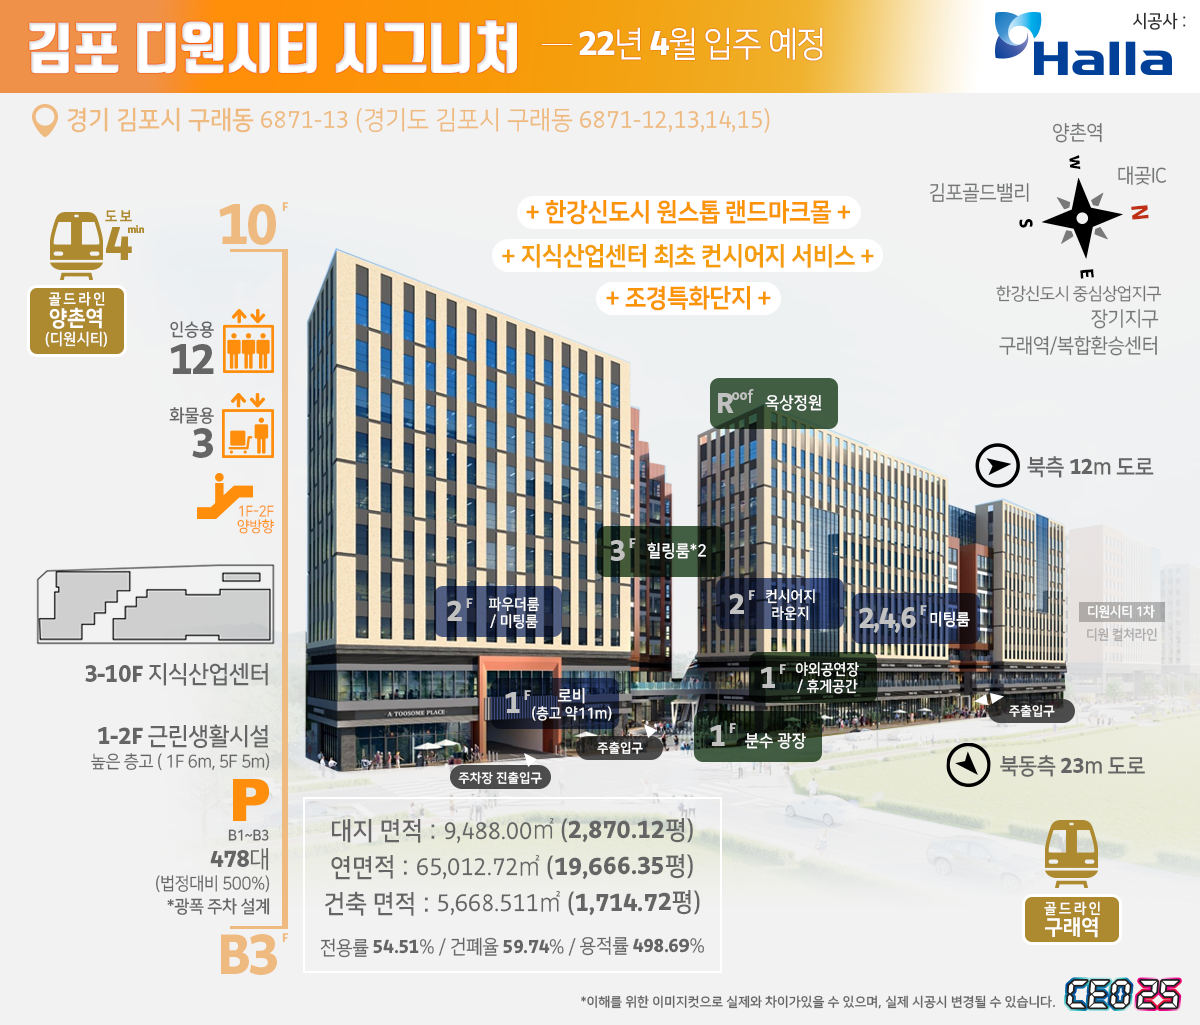 김포 디원시티 시그니처 — 22년 4월 입주 예정
시공사 :
Halla
경기 김포시 구래동 6871-13 (경기도 김포시 구래동 6871-12,13,14,15)
양촌역
W
대곶IC
김포골드밸리
N
S
E
한강신도시 중심상업지구
장기지구
구래역/복합환승센터
도보
4min
골드라인
양촌역
(디원시티)
10F
+ 한강신도시 원스톱 랜드마크몰 +
+ 지식산업센터 최초 컨시어지 서비스 +
+ 조경특화단지 +
인승용
12
화물용
3
1F-2F
양방향
Roof 옥상정원
북측 12m 도로
3F 힐링룸*2
2F 파우더룸
/ 미팅룸
2F 컨시어지
라운지
2,4,6F 미팅룸
디원시티 1차
디원 컬처라인
3-10F 지식산업센터
1F 야외공연장
/ 휴게공간
1F 로비
(층고 약11m)
A TOOSOME PLACE
주출입구
1F 분수 광장
주출입구
주차장 진출입구
북동측 23m 도로
1-2F 근린생활시설
높은 층고 ( 1F 6m, 5F 5m)
P
B1~B3
478대
(법정대비 500%)
*광폭 주차 설계
B3F
대지 면적 : 9,488.00㎡ (2,870.12평)
연면적 : 65,012.72㎡ (19,666.35평)
건축 면적 : 5,668.511㎡ (1,714.72평)
전용률 54.51% / 건폐율 59.74% / 용적률 498.69%
골드라인
구래역
*이해를 위한 이미지컷으로 실제와 차이가있을 수 있으며, 실제 시공시 변경될 수 있습니다.
CEO25